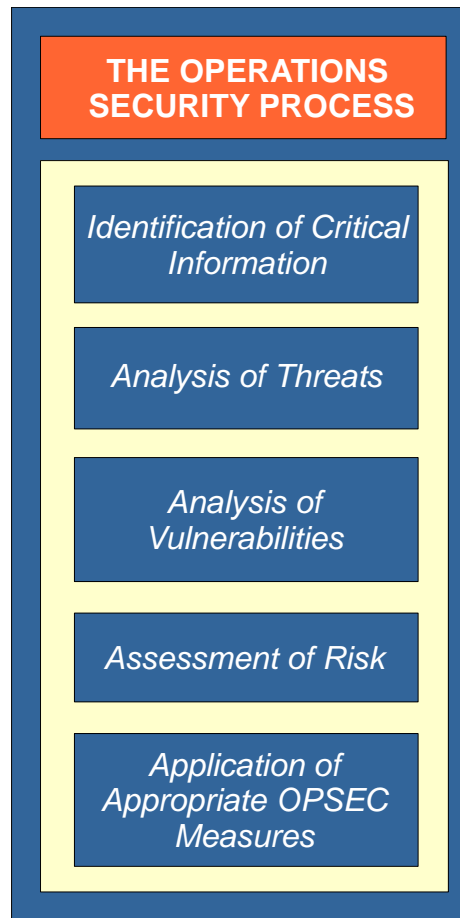 THE OPERATIONS
SECURITY PROCESS
Identification of Critical
Information
Analysis of Threats
Analysis of
Vulnerabilities
Assessment of Risk
Application of
Appropriate OPSEC
Measures